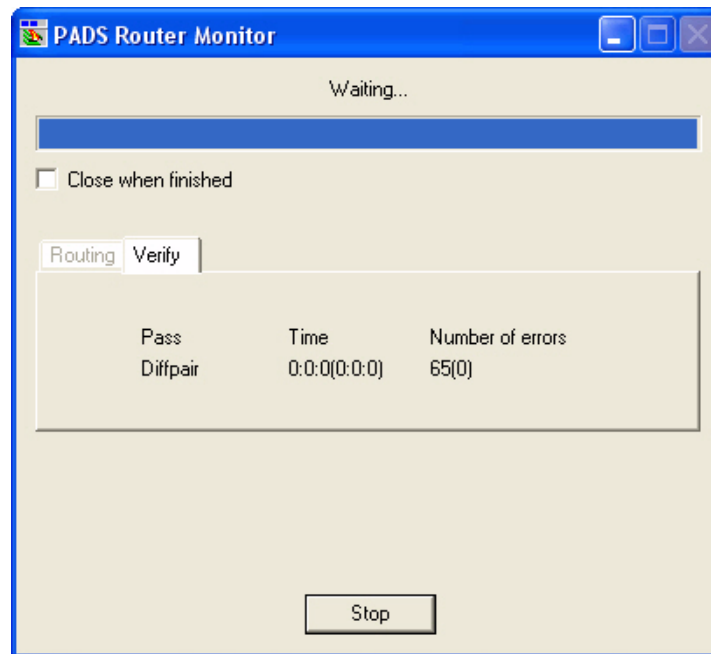 PADS Router Monitor
Waiting...
Close when finished
Routing Verify
Pass Time Number of errors
Diffpair 0:0:0(0:0:0) 65(0)
Stop